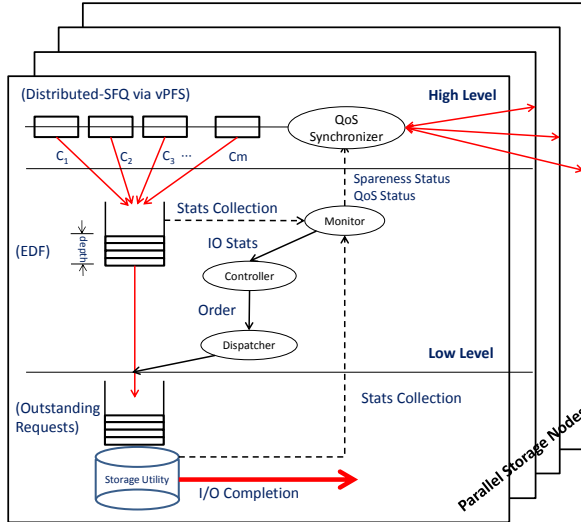 (Distributed-SFQ via vPFS)
High Level
QoS
Synchronizer
C1
C2
C3 ...
Cm
Spareness Status
QoS Status
Stats Collection
Monitor
depth
(EDF)
IO Stats
Controller
Order
Dispatcher
Low Level
(Outstanding
Requests)
Stats Collection
Storage Utility
I/O Completion
Parallel Storage Nodes